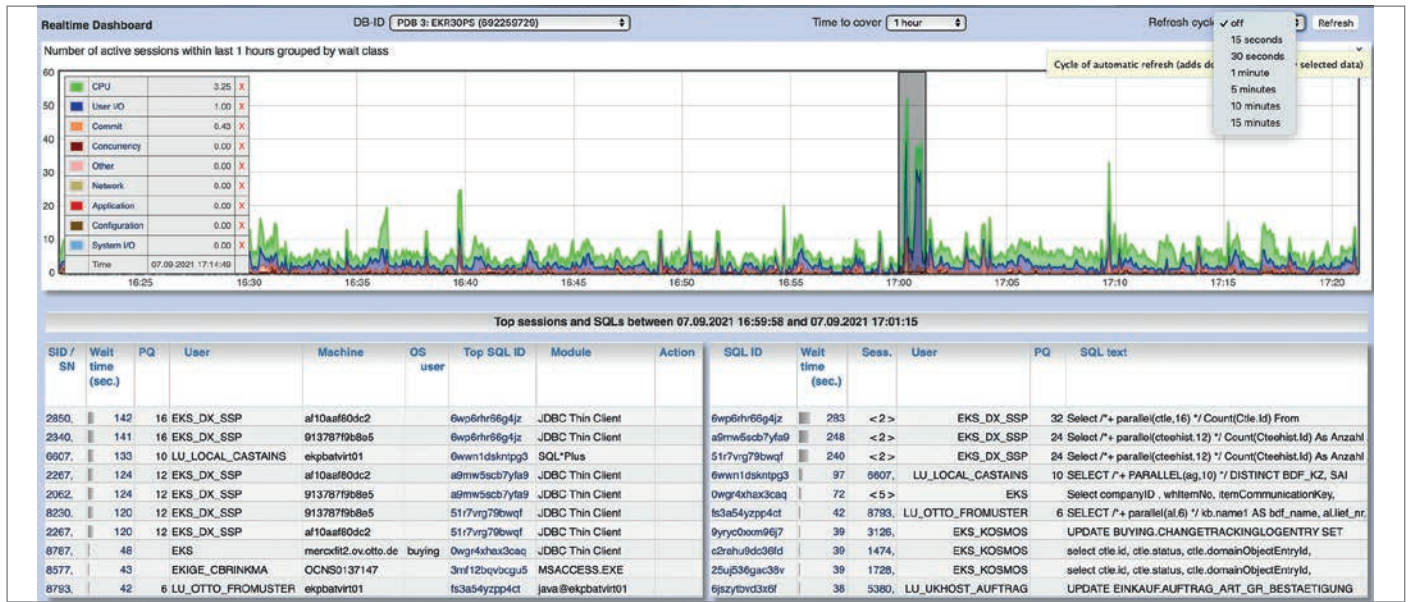 Realtime Dashboard DB-ID PDB 3: EKR30PS (692259729) Time to cover 1 hour Refresh cycle ✓ off Refresh
15 seconds
30 seconds
1 minute
5 minutes
10 minutes
15 minutes
Number of active sessions within last 1 hours grouped by wait class
Cycle of automatic refresh (adds selected data)
60
50
40
30
20
10
0
CPU 3.25 X
User I/O 1.00 X
Commit 0.43 X
Concurrency 0.00 X
Other 0.00 X
Network 0.00 X
Application 0.00 X
Configuration 0.00 X
System I/O 0.00 X
Time 07.09.2021 17:14:49
16:25 16:30 16:35 16:40 16:45 16:50 16:55 17:00 17:05 17:10 17:15 17:20
Top sessions and SQLs between 07.09.2021 16:59:58 and 07.09.2021 17:01:15
SID / SN Wait time (sec.) PQ User Machine OS user Top SQL ID Module Action
2850, 142 16 EKS_DX_SSP af10aaf80dc2 6wp6rhr66g4jz JDBC Thin Client
2340, 141 16 EKS_DX_SSP 913787f9b8e5 6wp6rhr66g4jz JDBC Thin Client
6607, 133 10 LU_LOCAL_CASTAINS ekpbatvirt01 6wwn1dskntpg3 SQL*Plus
2267, 124 12 EKS_DX_SSP af10aaf80dc2 a9mw5scb7yfa9 JDBC Thin Client
2062, 124 12 EKS_DX_SSP 913787f9b8e5 a9mw5scb7yfa9 JDBC Thin Client
8230, 120 12 EKS_DX_SSP 913787f9b8e5 51r7vrg79bwqf JDBC Thin Client
2267, 120 12 EKS_DX_SSP af10aaf80dc2 51r7vrg79bwqf JDBC Thin Client
8767, 48 EKS mercxfit2.ov.otto.de buying 0wgr4xhax3caq JDBC Thin Client
8577, 43 EKIGE_CBRINKMA OCNS0137147 3mf12bqvbcgu5 MSACCESS.EXE
8793, 42 6 LU_OTTO_FROMUSTER ekpbatvirt01 fs3a54yzpp4ct java@ekpbatvirt01
SQL ID Wait time (sec.) Sess. User PQ SQL text
6wp6rhr66g4jz 283 <2> EKS_DX_SSP 32 Select /*+ parallel(ctle,16) */ Count(Ctle.Id) From
a9mw5scb7yfa9 248 <2> EKS_DX_SSP 24 Select /*+ parallel(cteehist,12) */ Count(Cteehist.Id) As Anzahl
51r7vrg79bwqf 240 <2> EKS_DX_SSP 24 Select /*+ parallel(cteehist,12) */ Count(Cteehist.Id) As Anzahl
6wwn1dskntpg3 97 6607, LU_LOCAL_CASTAINS 10 SELECT /*+ PARALLEL(ag,10) */ DISTINCT BDF_KZ, SAI
0wgr4xhax3caq 72 <5> EKS Select companyID , whItemNo, itemCommunicationKey,
fs3a54yzpp4ct 42 8793, LU_OTTO_FROMUSTER 6 SELECT /*+ parallel(al,6) */ kb.name1 AS bdf_name, al.lief_nr,
9yryc0xxm96j7 39 3126, EKS_KOSMOS UPDATE BUYING.CHANGETRACKINGLOGENTRY SET
c2rahu9dc36fd 39 1474, EKS_KOSMOS select ctle.id, ctle.status, ctle.domainObjectEntryId,
25uj536gac38v 39 1728, EKS_KOSMOS select ctle.id, ctle.status, ctle.domainObjectEntryId,
6jszytbvd3x6f 38 5380, LU_UKHOST_AUFTRAG UPDATE EINKAUF.AUFTRAG_ART_GR_BESTAETIGUNG